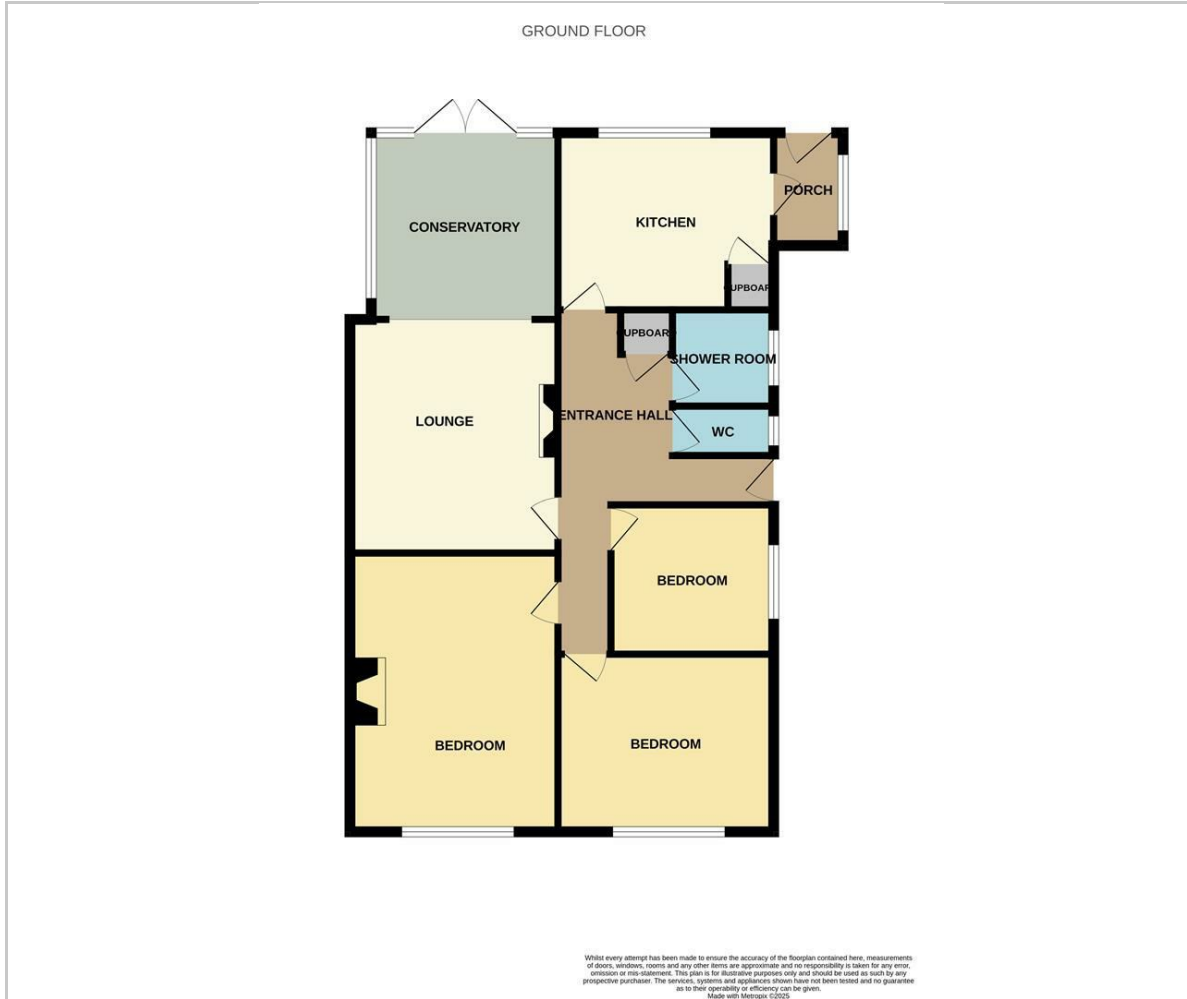 GROUND FLOOR
CONSERVATORY
KITCHEN
PORCH
CUPBOARD
CUPBOARD
SHOWER ROOM
LOUNGE
ENTRANCE HALL
WC
BEDROOM
BEDROOM
BEDROOM
Whilst every attempt has been made to ensure the accuracy of the floorplan contained here, measurements
of doors, windows, rooms and any other items are approximate and no responsibility is taken for any error,
omission or mis-statement. This plan is for illustrative purposes only and should be used as such by any
prospective purchaser. The services, systems and appliances shown have not been tested and no guarantee
as to their operability or efficiency can be given.
Made with Metropix ©2025